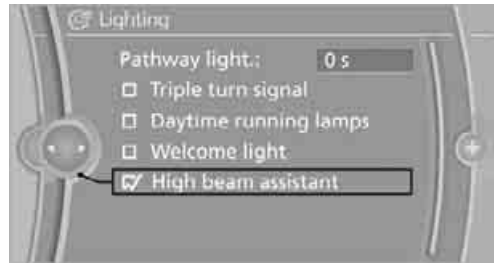 Lighting
Pathway light.: 0 s
Triple turn signal
Daytime running lamps
Welcome light
High beam assistant